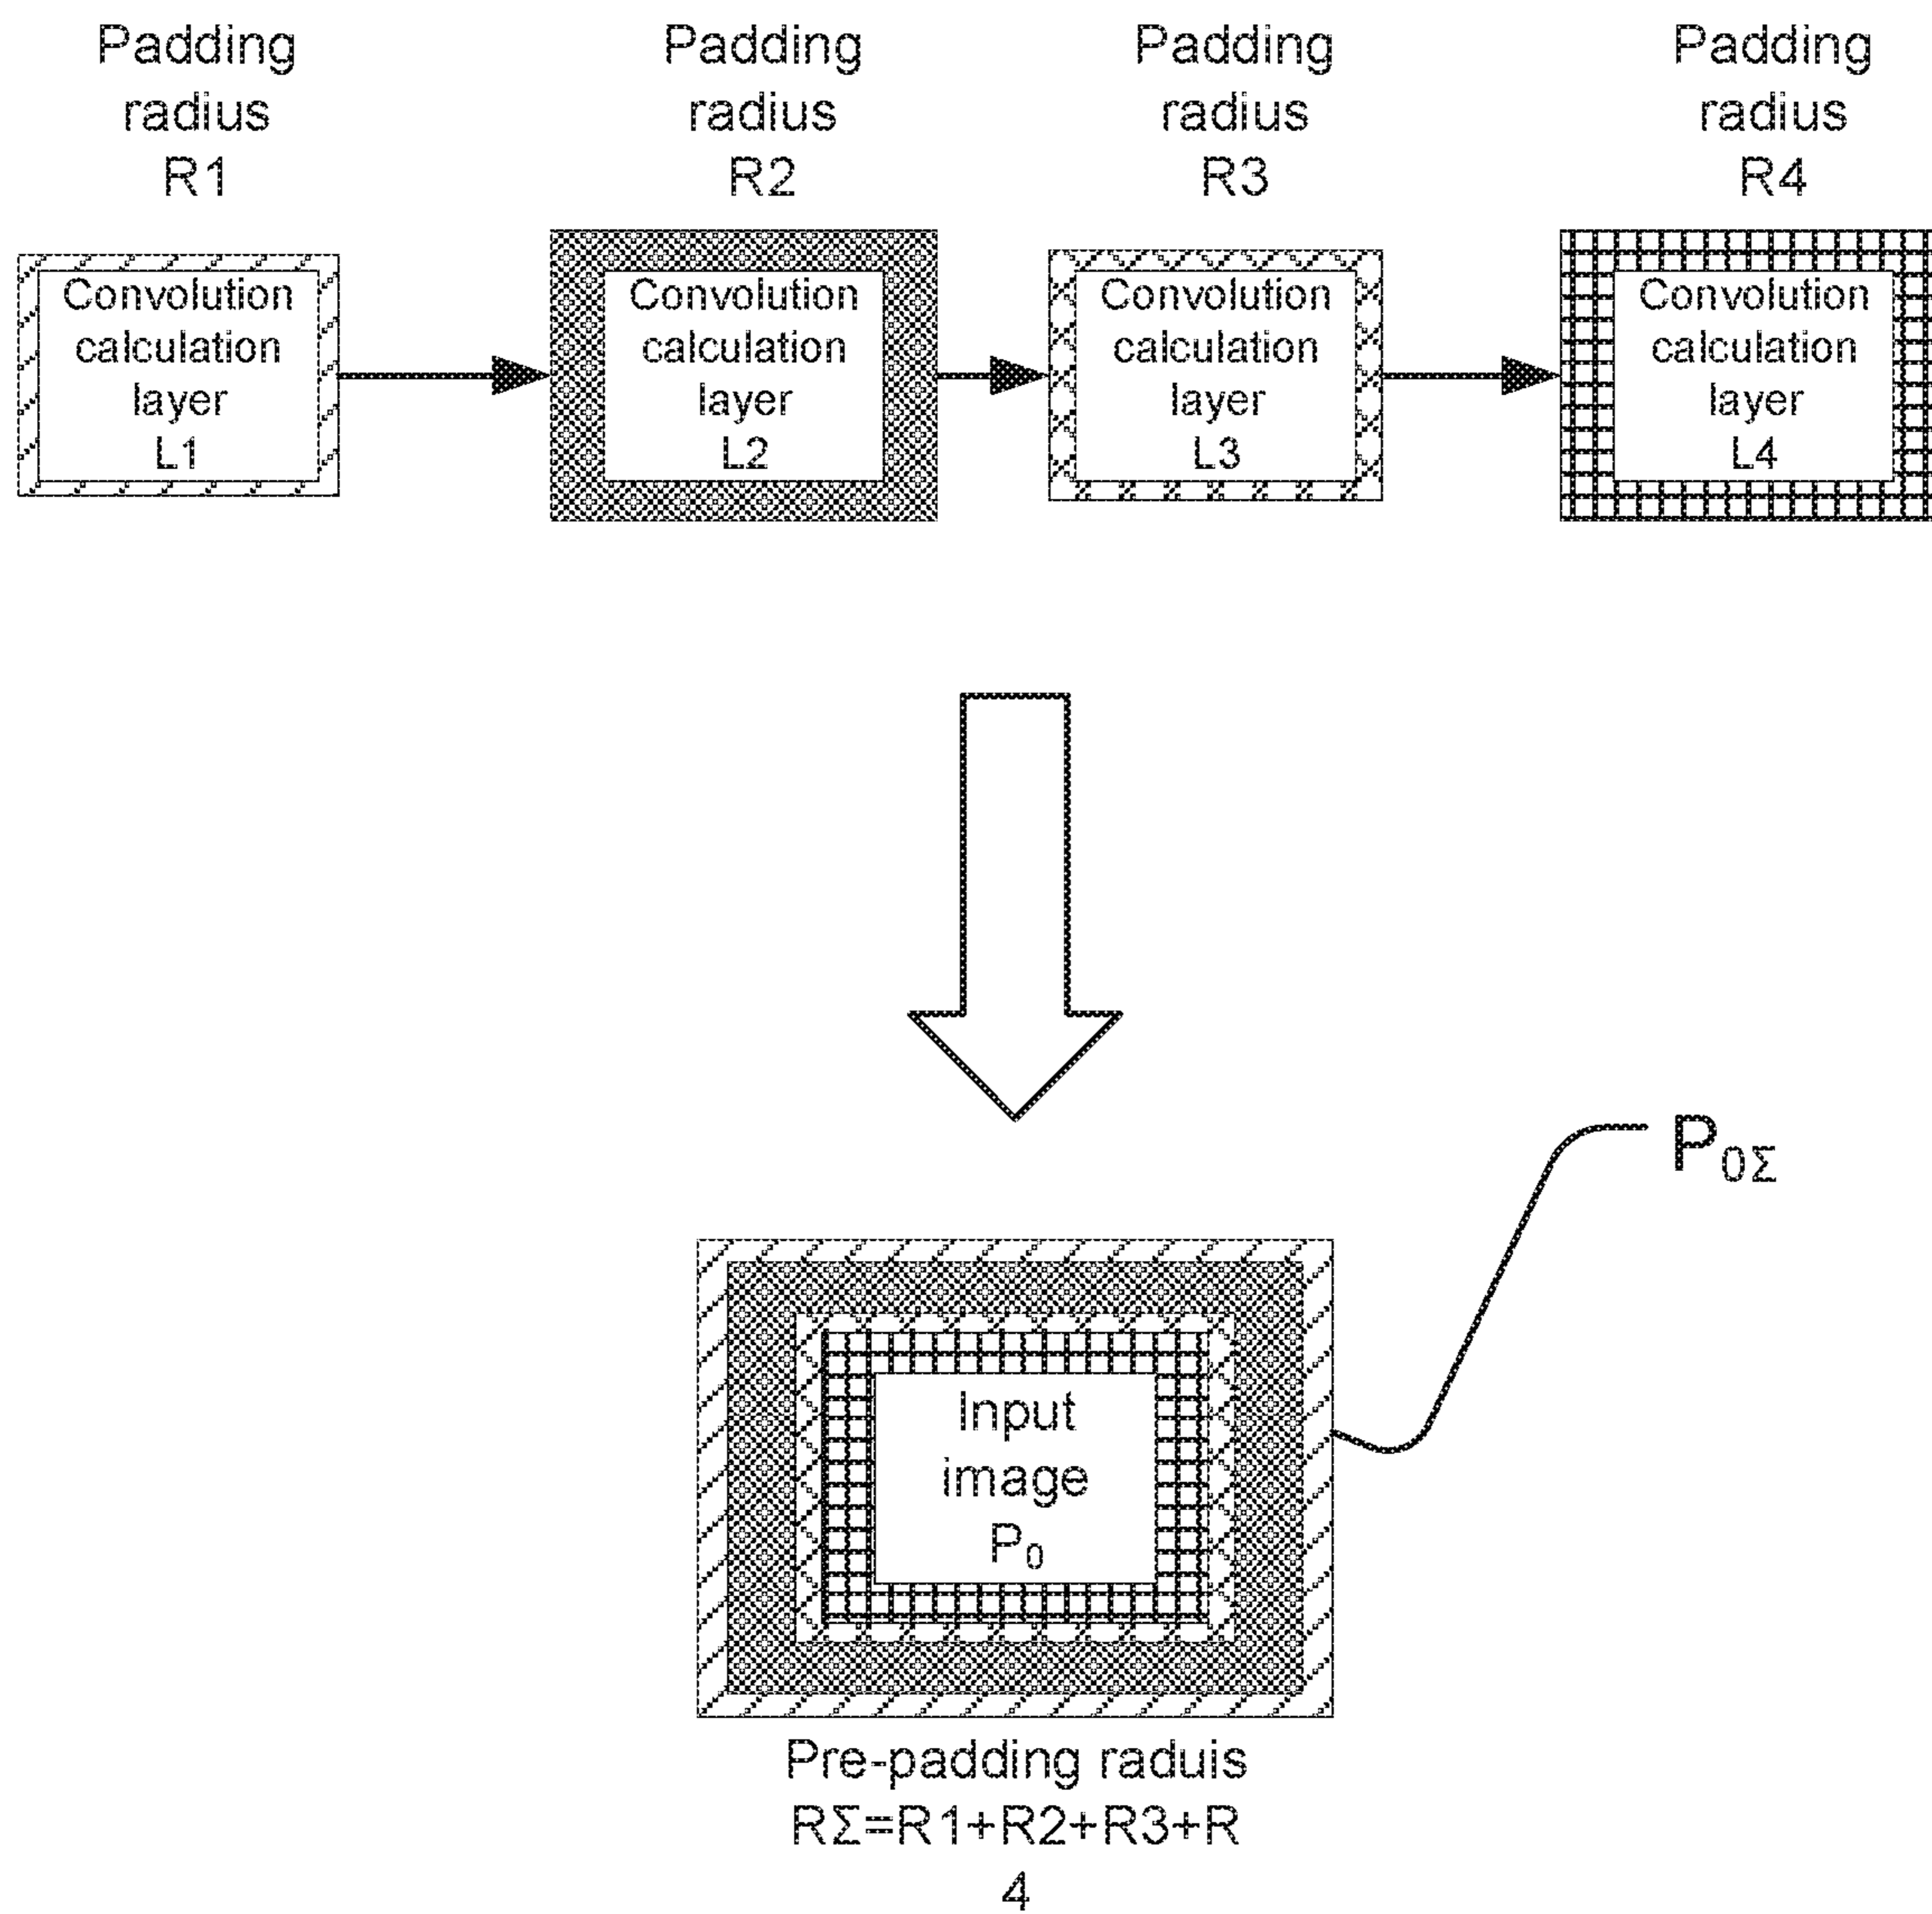 Padding
radius
R1
Padding
radius
R2
Padding
radius
R3
Padding
radius
R4
Convolution
calculation
layer
L1
Convolution
calculation
layer
L2
Convolution
calculation
layer
L3
Convolution
calculation
layer
L4
P0Σ
Input
image
P0
Pre-padding raduis
RΣ=R1+R2+R3+R
4